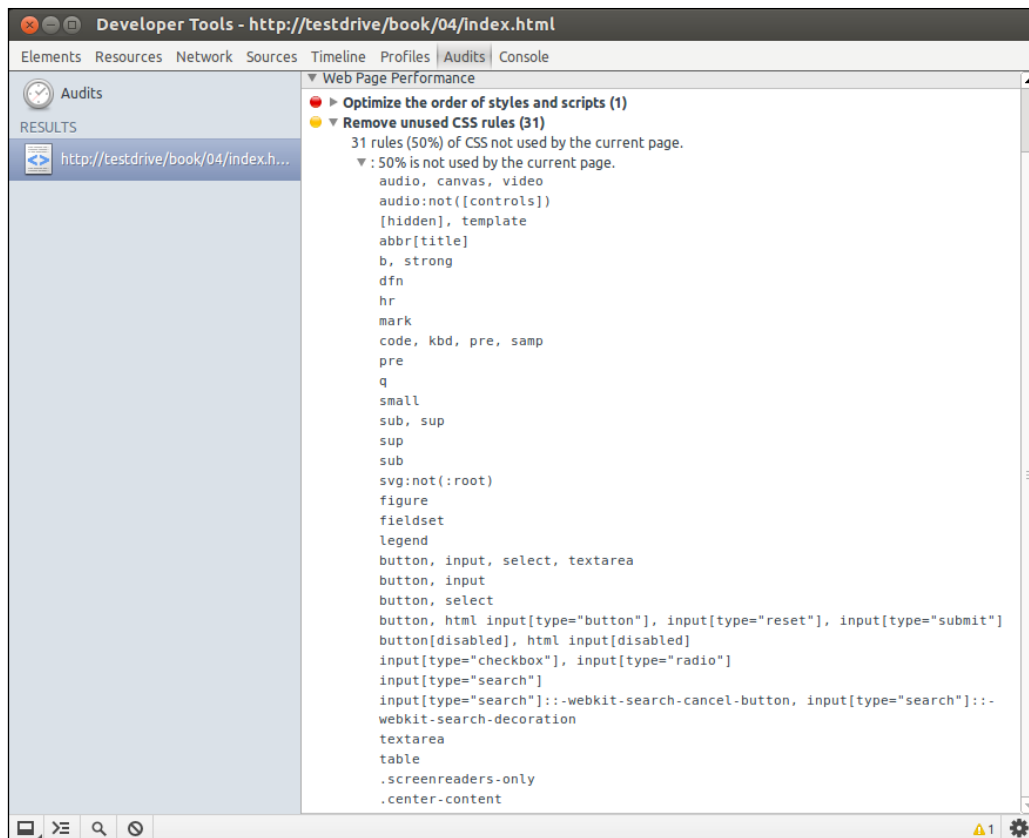 Developer Tools - http://testdrive/book/04/index.html
Elements Resources Network Sources Timeline Profiles Audits Console
Audits
RESULTS
http://testdrive/book/04/index.h...
Web Page Performance
Optimize the order of styles and scripts (1)
Remove unused CSS rules (31)
31 rules (50%) of CSS not used by the current page.
: 50% is not used by the current page.
audio, canvas, video
audio:not([controls])
[hidden], template
abbr[title]
b, strong
dfn
hr
mark
code, kbd, pre, samp
pre
q
small
sub, sup
sup
sub
svg:not(:root)
figure
fieldset
legend
button, input, select, textarea
button, input
button, select
button, html input[type="button"], input[type="reset"], input[type="submit"]
button[disabled], html input[disabled]
input[type="checkbox"], input[type="radio"]
input[type="search"]
input[type="search"]::-webkit-search-cancel-button, input[type="search"]::-
webkit-search-decoration
textarea
table
.screenreaders-only
.center-content
1